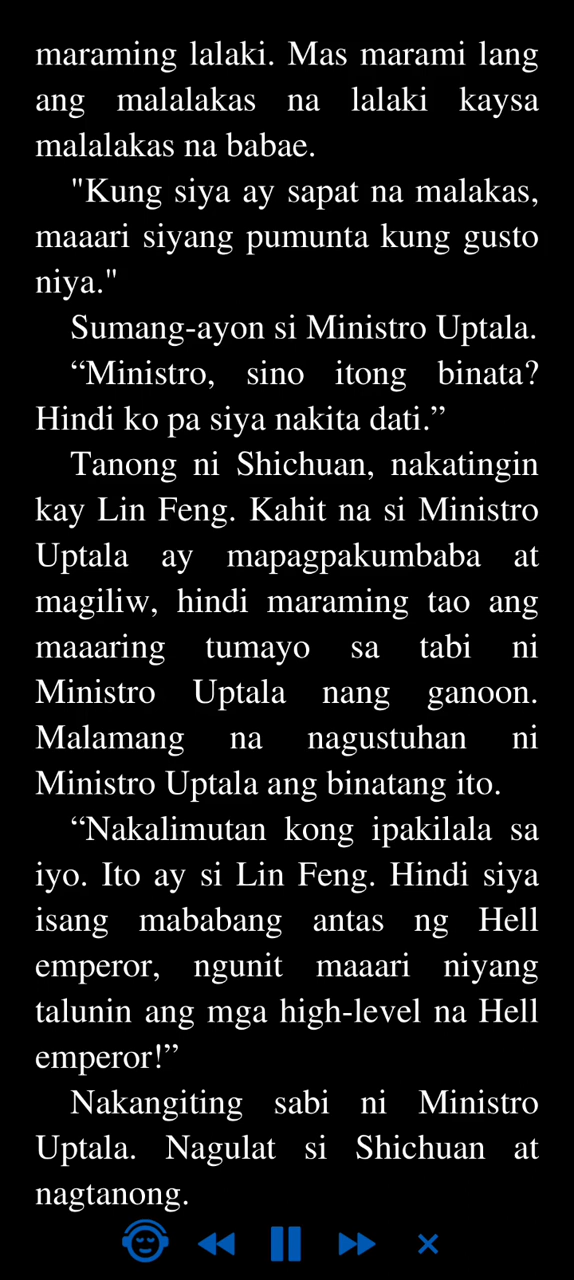 maraming lalaki. Mas marami lang
ang malalakas na lalaki kaysa
malalakas na babae.
"Kung siya ay sapat na malakas,
maaari siyang pumunta kung gusto
niya."
Sumang-ayon si Ministro Uptala.
“Ministro, sino itong binata?
Hindi ko pa siya nakita dati.”
Tanong ni Shichuan, nakatingin
kay Lin Feng. Kahit na si Ministro
Uptala ay mapagpakumbaba at
magiliw, hindi maraming tao ang
maaaring tumayo sa tabi ni
Ministro Uptala nang ganoon.
Malamang na nagustuhan ni
Ministro Uptala ang binatang ito.
“Nakalimutan kong ipakilala sa
iyo. Ito ay si Lin Feng. Hindi siya
isang mababang antas ng Hell
emperor, ngunit maaari niyang
talunin ang mga high-level na Hell
emperor!”
Nakangiting sabi ni Ministro
Uptala. Nagulat si Shichuan at
nagtanong.